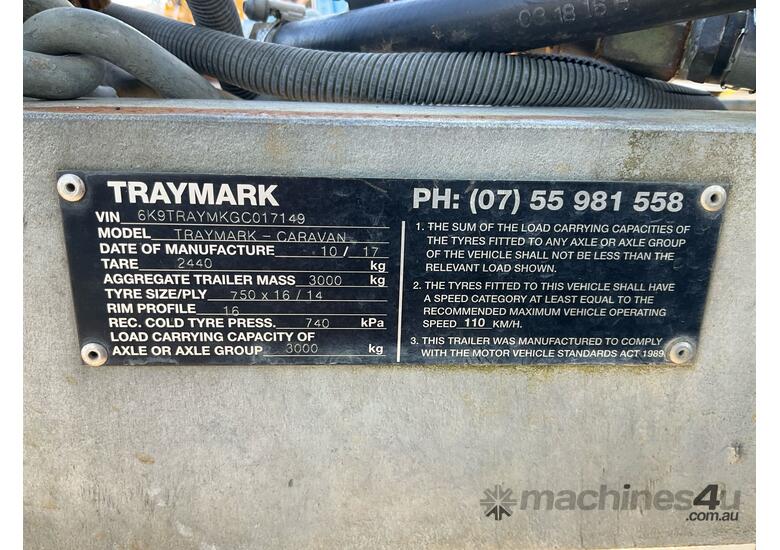 03 18 15
TRAYMARK
VIN 6K9TRAYMKGC017149
MODEL TRAYMARK - CARAVAN
DATE OF MANUFACTURE 10 / 17
TARE 2440 kg
AGGREGATE TRAILER MASS 3000 kg
TYRE SIZE/PLY 750 x 16 / 14
RIM PROFILE 16
REC. COLD TYRE PRESS. 740 kPa
LOAD CARRYING CAPACITY OF
AXLE OR AXLE GROUP 3000 kg
PH: (07) 55 981 558
1. THE SUM OF THE LOAD CARRYING CAPACITIES OF
THE TYRES FITTED TO ANY AXLE OR AXLE GROUP
OF THE VEHICLE SHALL NOT BE LESS THAN THE
RELEVANT LOAD SHOWN.
2. THE TYRES FITTED TO THIS VEHICLE SHALL HAVE
A SPEED CATEGORY AT LEAST EQUAL TO THE
RECOMMENDED MAXIMUM VEHICLE OPERATING
SPEED 110 KM/H.
3. THIS TRAILER WAS MANUFACTURED TO COMPLY
WITH THE MOTOR VEHICLE STANDARDS ACT 1989.
machines4u
.com.au